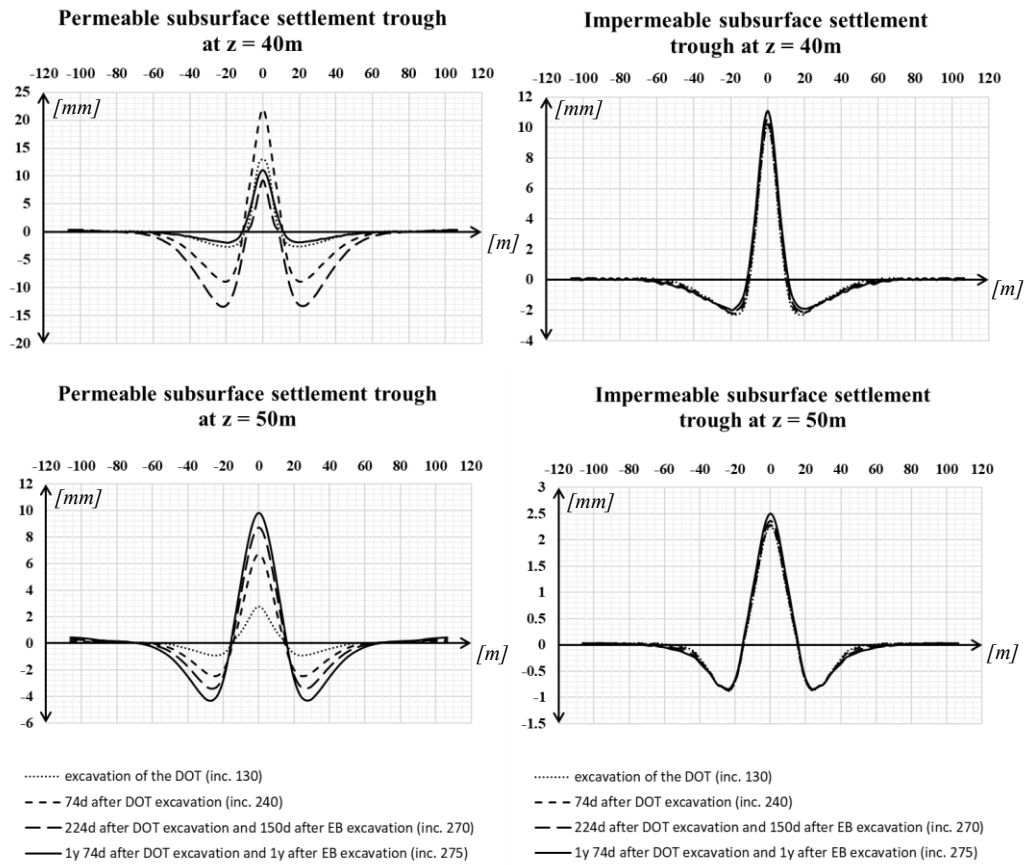 Permeable subsurface settlement trough
at z = 40m
-120 -100 -80 -60 -40 -20 0 20 40 60 80 100 120
25
[mm]
20
15
10
5
0
[m]
-5
-10
-15
-20
Impermeable subsurface settlement
trough at z = 40m
-120 -100 -80 -60 -40 -20 0 20 40 60 80 100 120
12
[mm]
10
8
6
4
2
0
[m]
-2
-4
Permeable subsurface settlement trough
at z = 50m
-120 -100 -80 -60 -40 -20 0 20 40 60 80 100 120
12
[mm]
10
8
6
4
2
0
[m]
-2
-4
-6
Impermeable subsurface settlement
trough at z = 50m
-120 -100 -80 -60 -40 -20 0 20 40 60 80 100 120
3
[mm]
2.5
2
1.5
1
0.5
0
[m]
-0.5
-1
-1.5
excavation of the DOT (inc. 130)
74d after DOT excavation (inc. 240)
224d after DOT excavation and 150d after EB excavation (inc. 270)
1y 74d after DOT excavation and 1y after EB excavation (inc. 275)
excavation of the DOT (inc. 130)
74d after DOT excavation (inc. 240)
224d after DOT excavation and 150d after EB excavation (inc. 270)
1y 74d after DOT excavation and 1y after EB excavation (inc. 275)